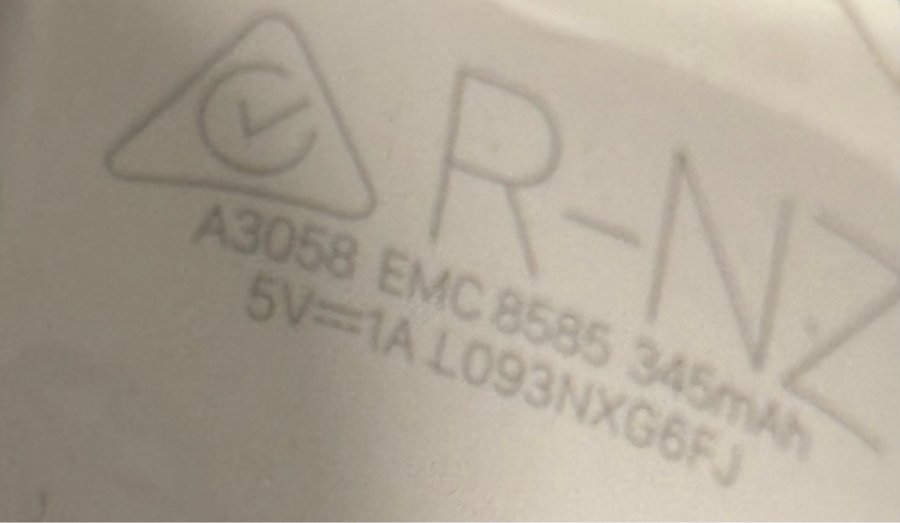 R-NZ
A3058 EMC 8585 345mAh
5V⎓1A L093NXG6FJ